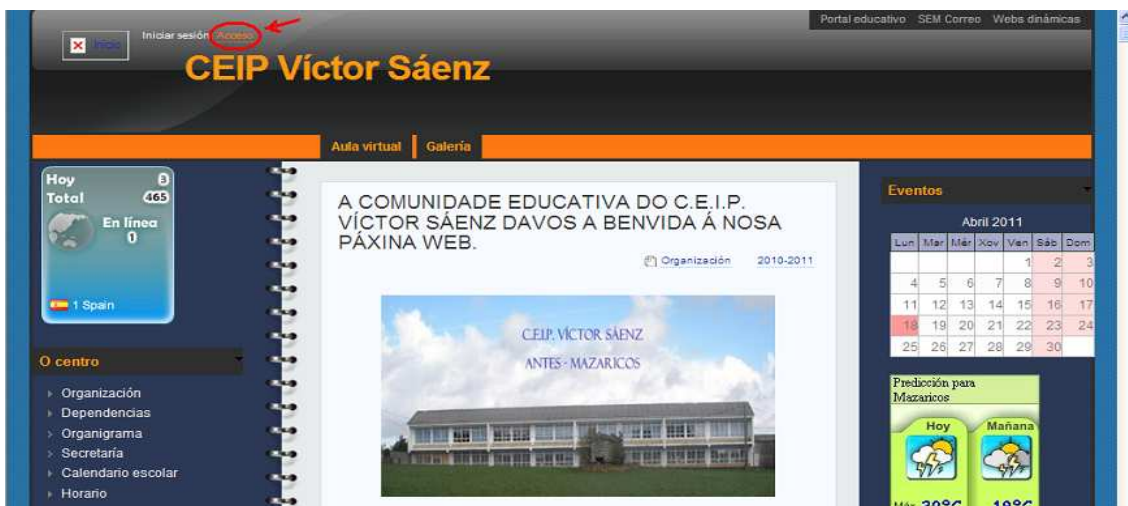 Portal educativo SEM Correo Webs dinámicas
Iniciar sesión Acceso
Inicio
CEIP Víctor Sáenz
Aula virtual Galería
Hoy 3
Total 465
En línea
0
1 Spain
O centro
Organización
Dependencias
Organigrama
Secretaría
Calendario escolar
Horario
A COMUNIDADE EDUCATIVA DO C.E.I.P.
VÍCTOR SÁENZ DAVOS A BENVIDA Á NOSA
PÁXINA WEB.
Organización 2010-2011
C.E.I.P. VÍCTOR SÁENZ
ANTES - MAZARICOS
Eventos
Abril 2011
Lun Mar Mér Xov Ven Sáb Dom
1 2 3
4 5 6 7 8 9 10
11 12 13 14 15 16 17
18 19 20 21 22 23 24
25 26 27 28 29 30
Predicción para
Mazaricos
Hoy Mañana
20ºC 19ºC